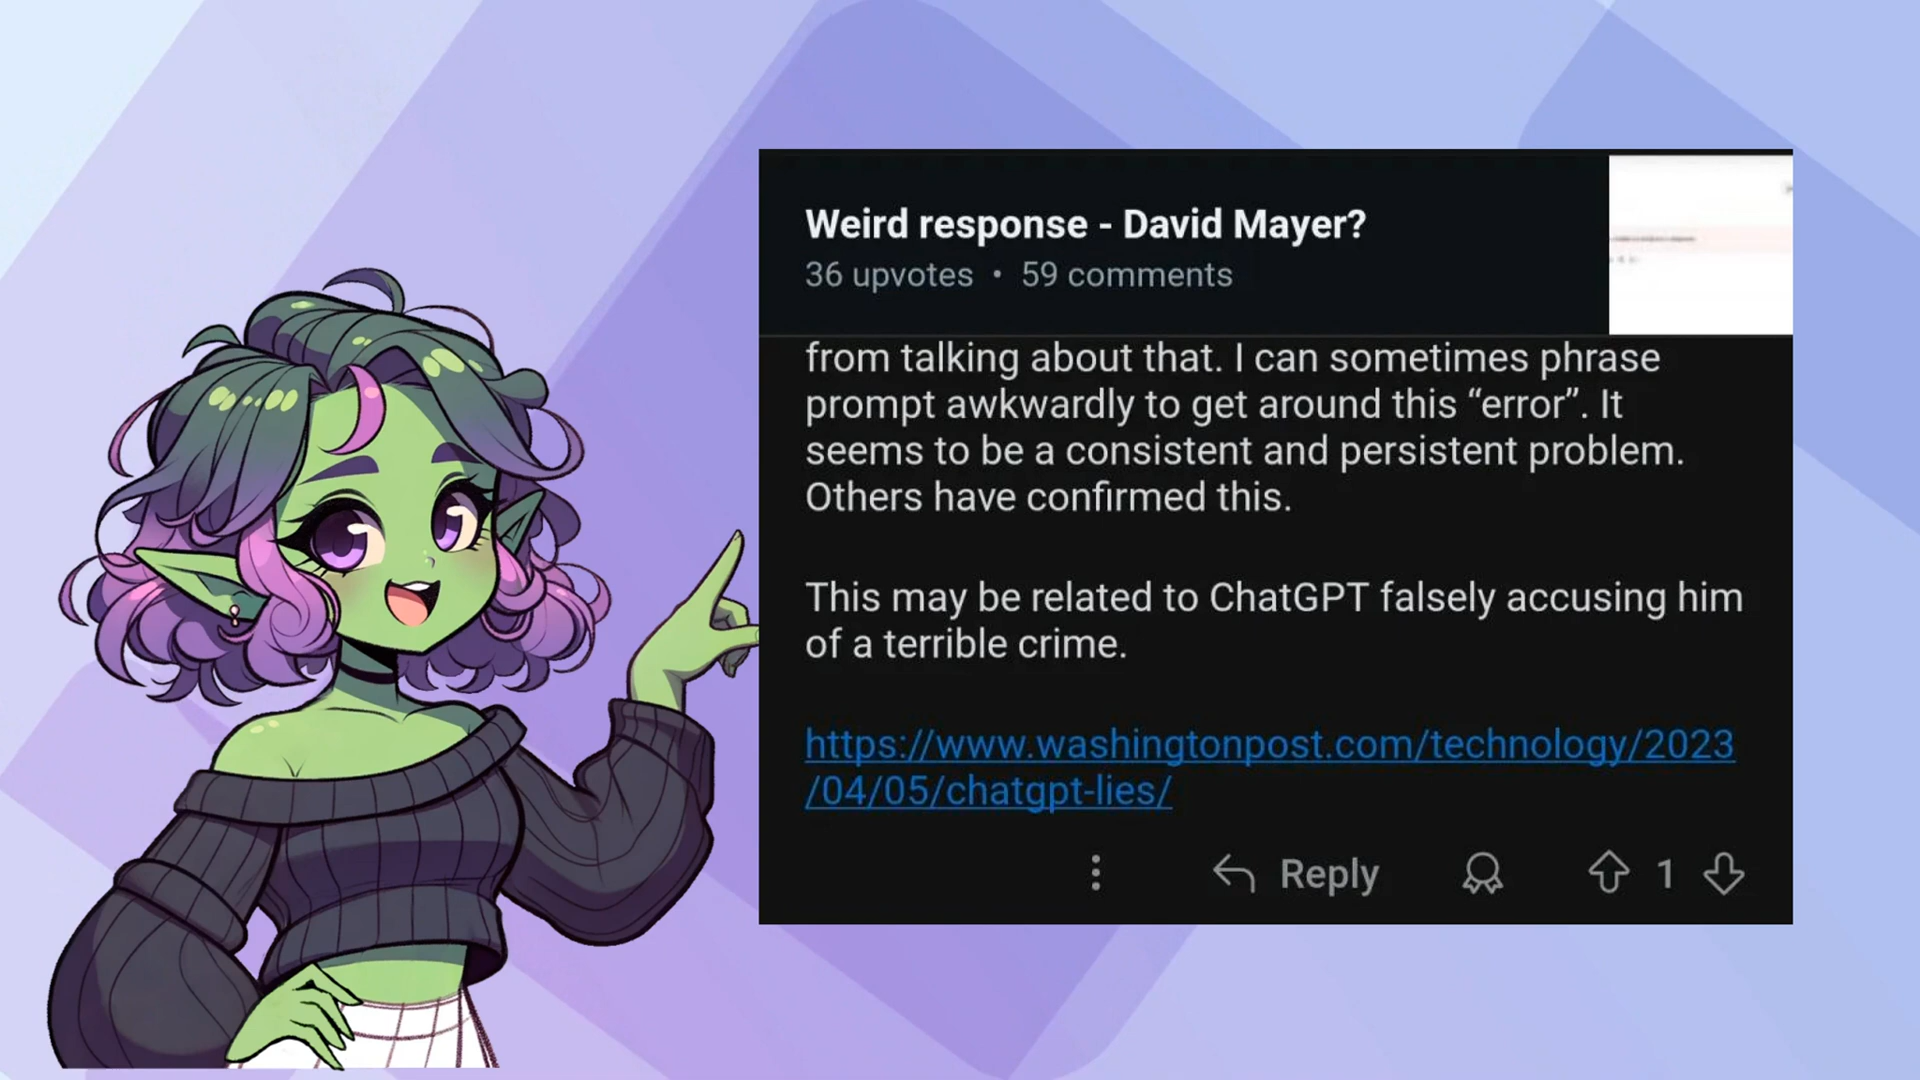 Weird response - David Mayer?
36 upvotes • 59 comments
from talking about that. I can sometimes phrase
prompt awkwardly to get around this “error”. It
seems to be a consistent and persistent problem.
Others have confirmed this.
This may be related to ChatGPT falsely accusing him
of a terrible crime.
https://www.washingtonpost.com/technology/2023
/04/05/chatgpt-lies/
Reply
1